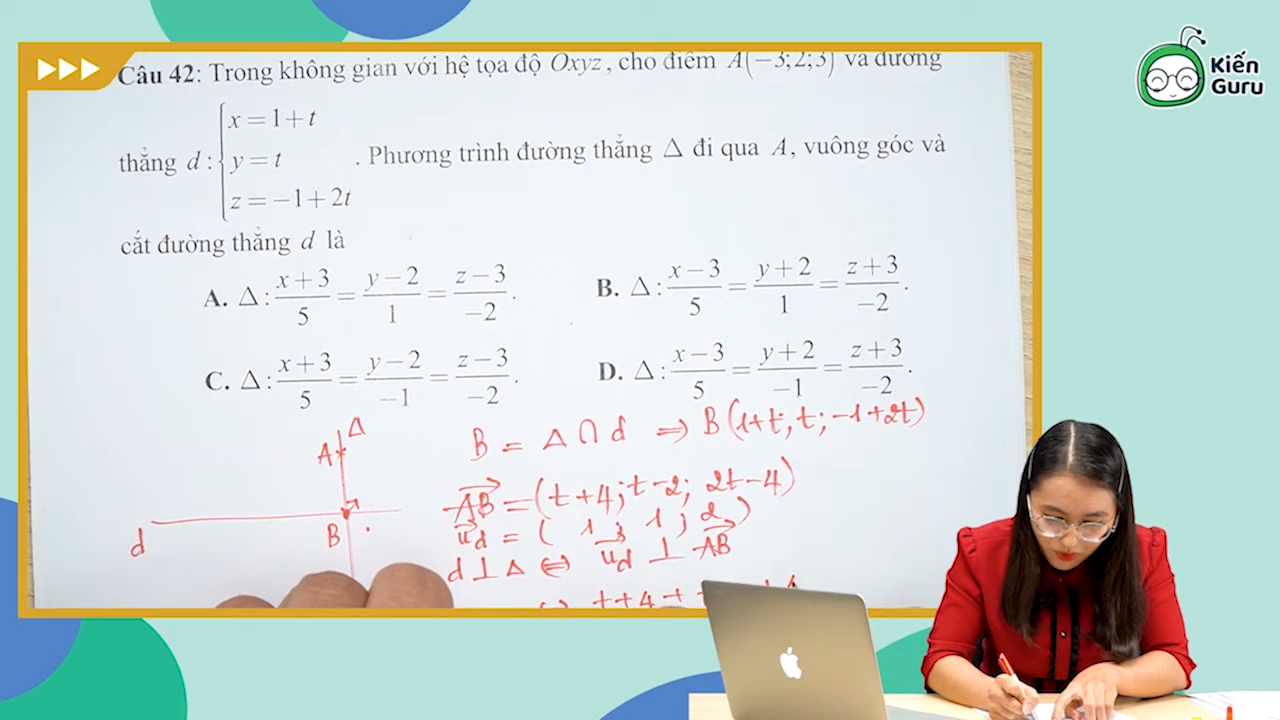 Câu 42: Trong không gian với hệ tọa độ Oxyz, cho điểm A(−3;2;3) và đường
thẳng d: { x = 1+t
y = t
z = −1+2t
. Phương trình đường thẳng Δ đi qua A, vuông góc và
cắt đường thẳng d là
A. Δ: (x+3)/5 = (y−2)/1 = (z−3)/−2.
B. Δ: (x−3)/5 = (y+2)/1 = (z+3)/−2.
C. Δ: (x+3)/5 = (y−2)/−1 = (z−3)/−2.
D. Δ: (x−3)/5 = (y+2)/−1 = (z+3)/−2.
Δ
A
d
B
B = Δ ∩ d ⇒ B(1+t; t; −1+2t)
AB = (t+4; t−2; 2t−4)
u_d = (1; 1; 2)
d ⊥ Δ ⇔ u_d ⊥ AB
t+4+
Kiến
Guru